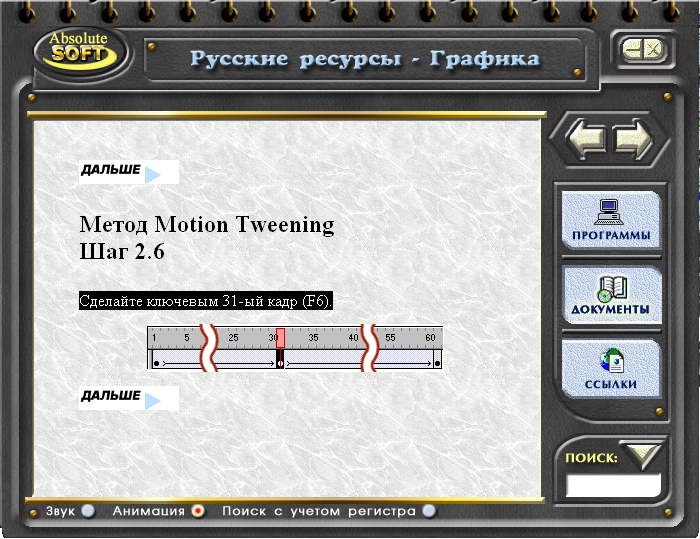 Absolute
SOFT
Русские ресурсы - Графика
ДАЛЬШЕ
Метод Motion Tweening
Шаг 2.6
Сделайте ключевым 31-ый кадр (F6).
1 5 25 30 35 40 55 60
ДАЛЬШЕ
ПРОГРАММЫ
ДОКУМЕНТЫ
ССЫЛКИ
ПОИСК:
Звук Анимация Поиск с учетом регистра